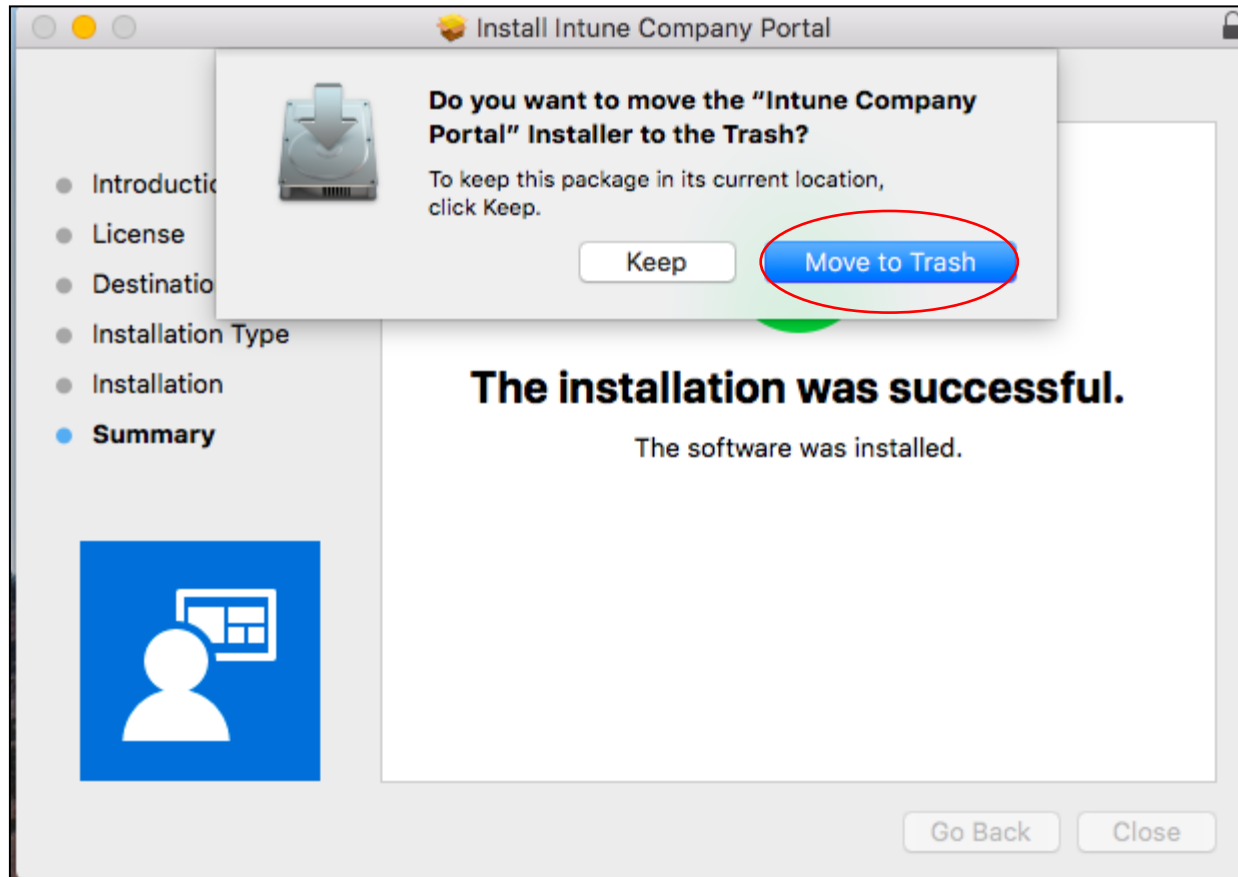 Install Intune Company Portal
Do you want to move the “Intune Company
Portal” Installer to the Trash?
To keep this package in its current location,
click Keep.
Keep
Move to Trash
License
Installation Type
Installation
Summary
The installation was successful.
The software was installed.
Go Back
Close